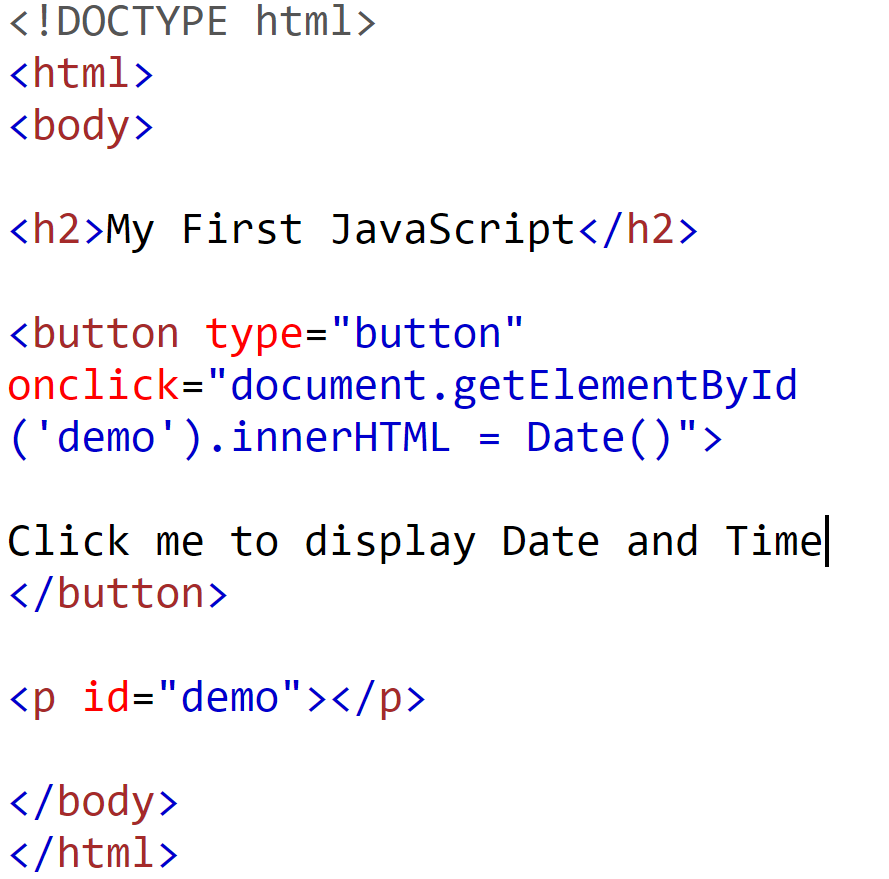 <!DOCTYPE html>
<html>
<body>
<h2>My First JavaScript</h2>
<button type="button"
onclick="document.getElementById
('demo').innerHTML = Date()">
Click me to display Date and Time
</button>
<p id="demo"></p>
</body>
</html>